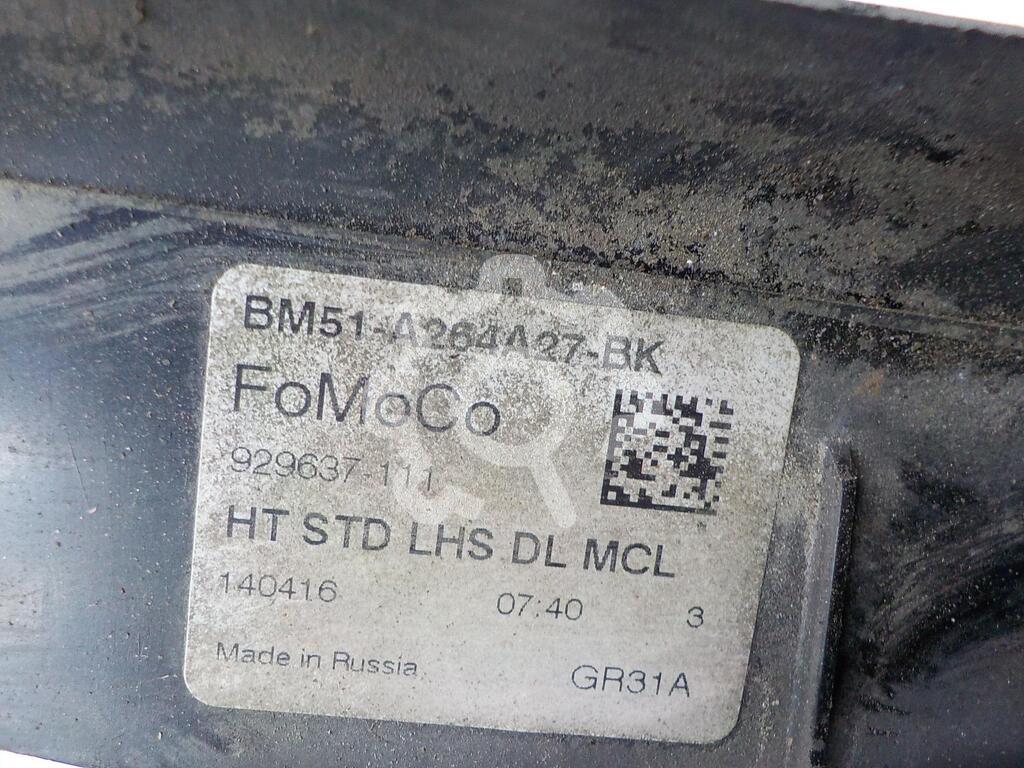 BM51-A264A27-BK
FoMoCo
929637 111
HT STD LHS DL MCL
140416 07:40 3
Made in Russia GR31A